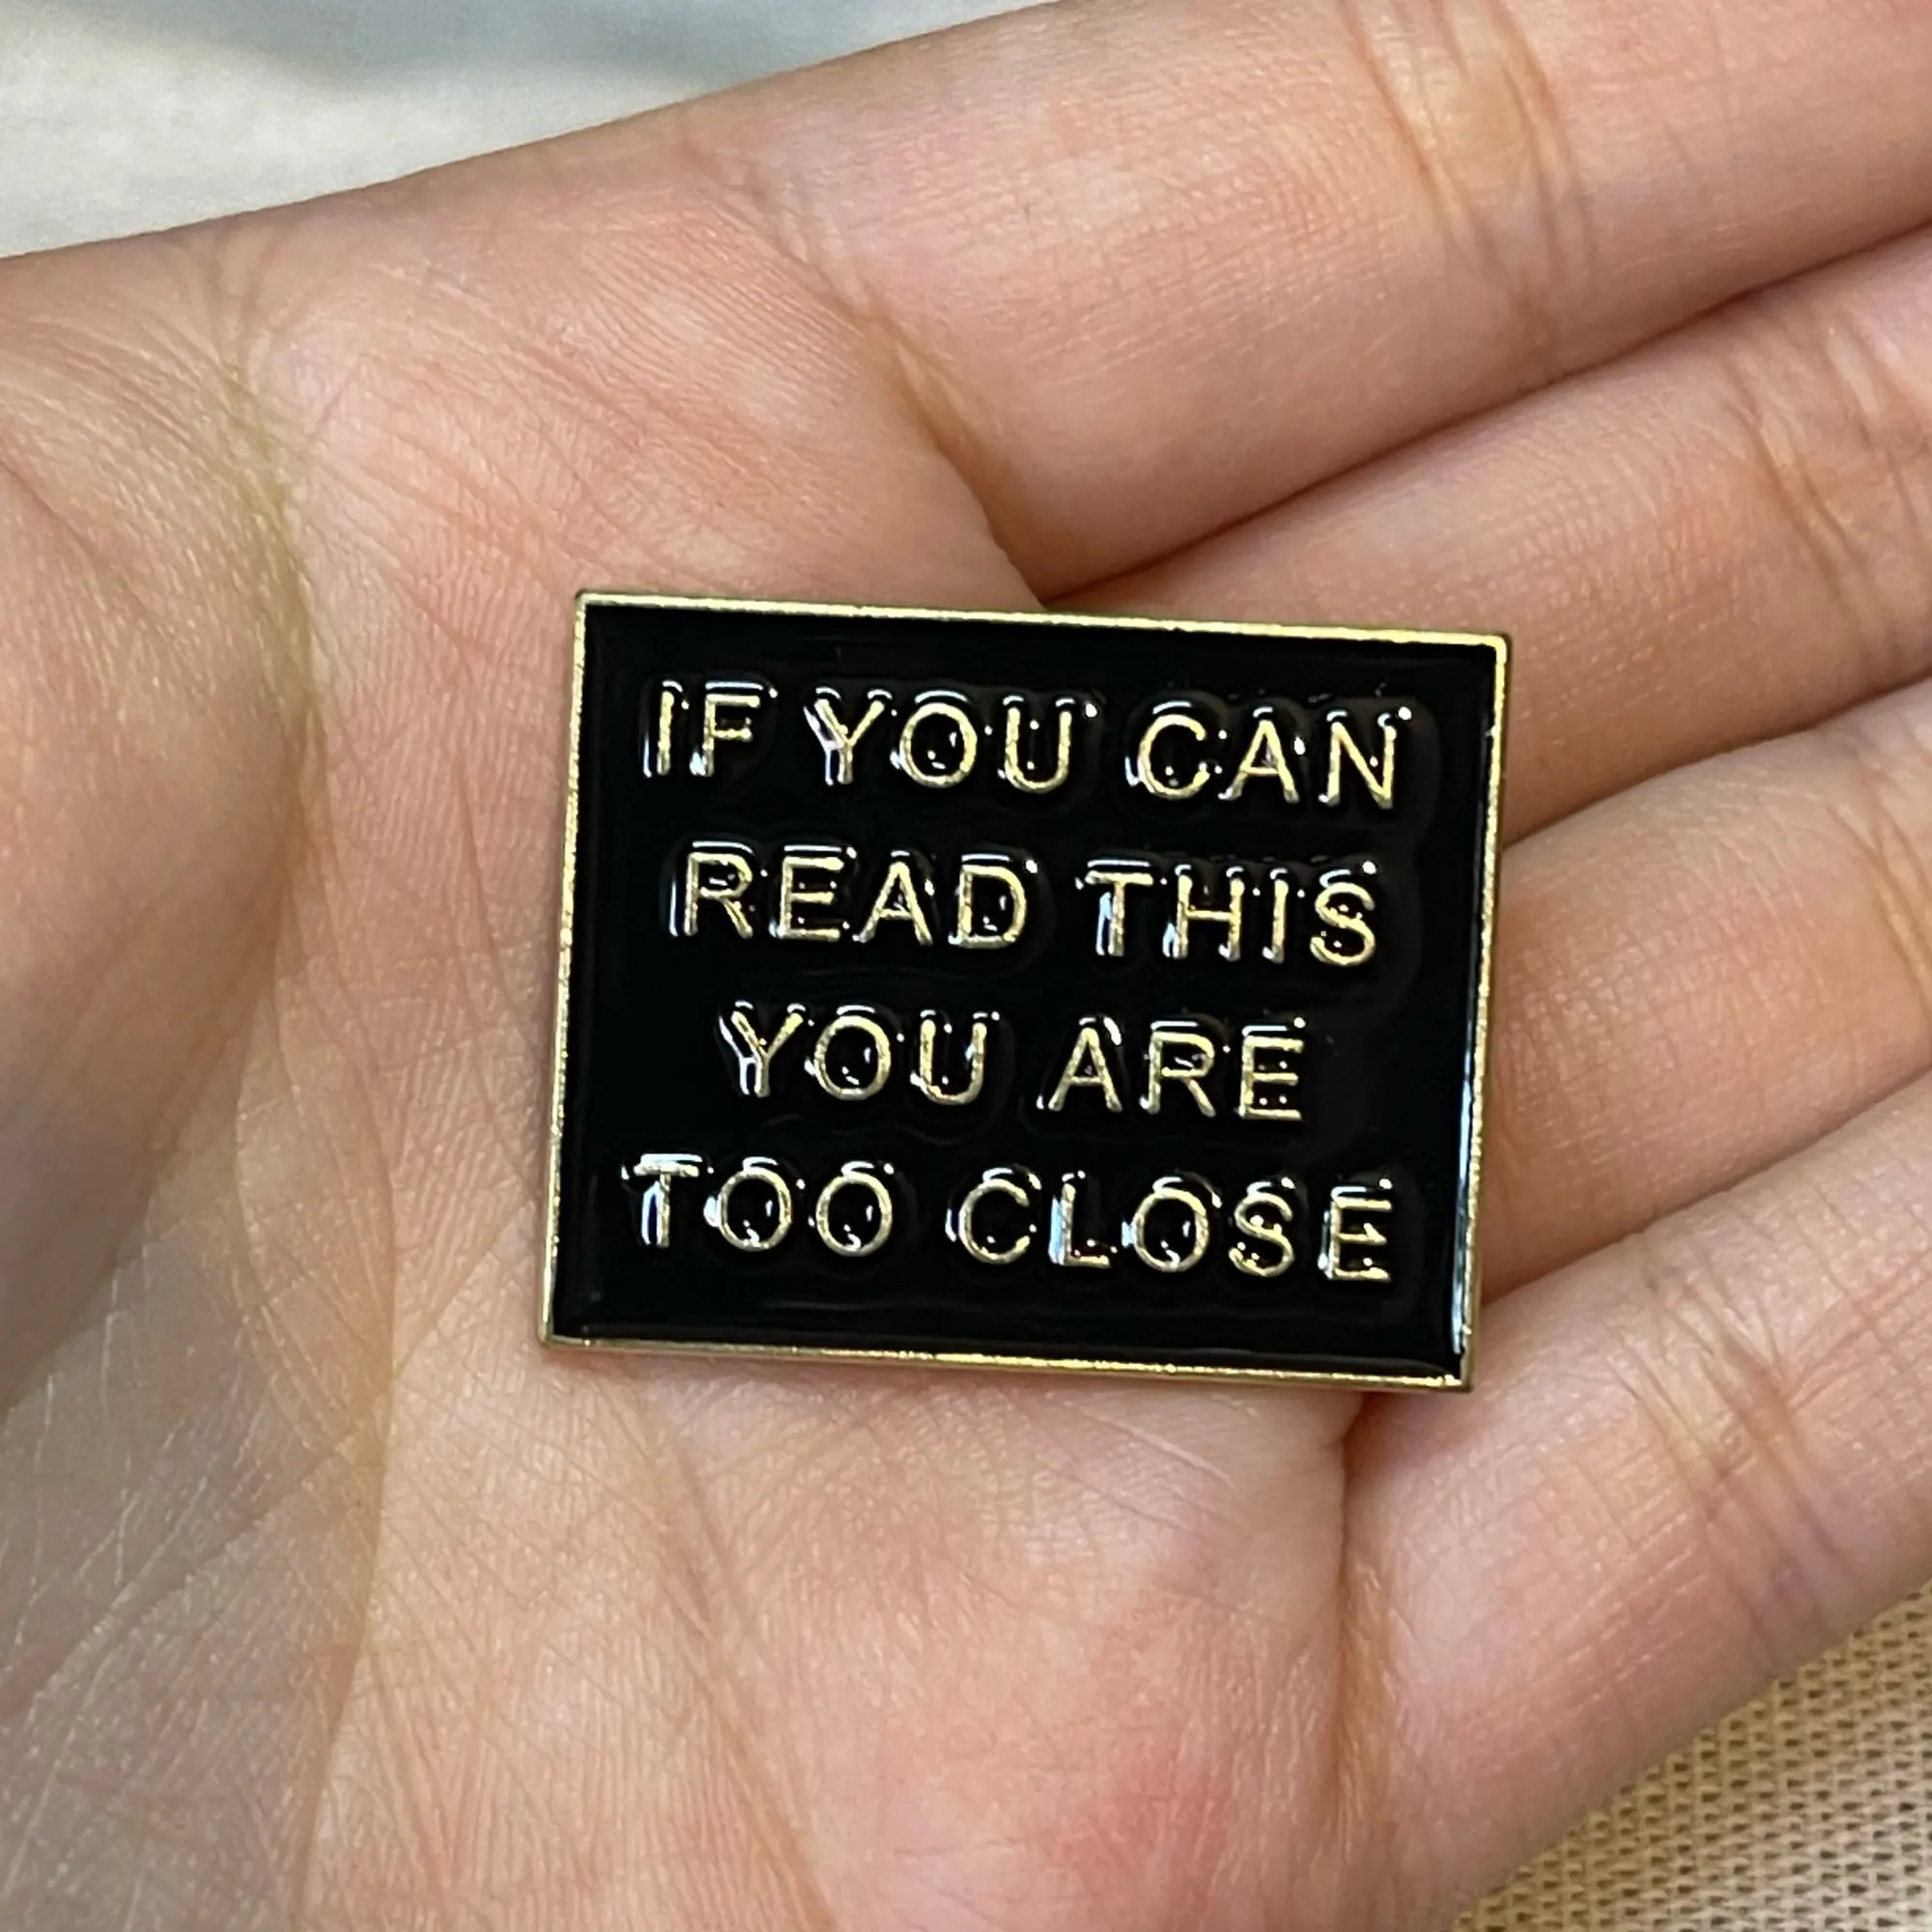 IF YOU CAN
READ THIS
YOU ARE
TOO CLOSE